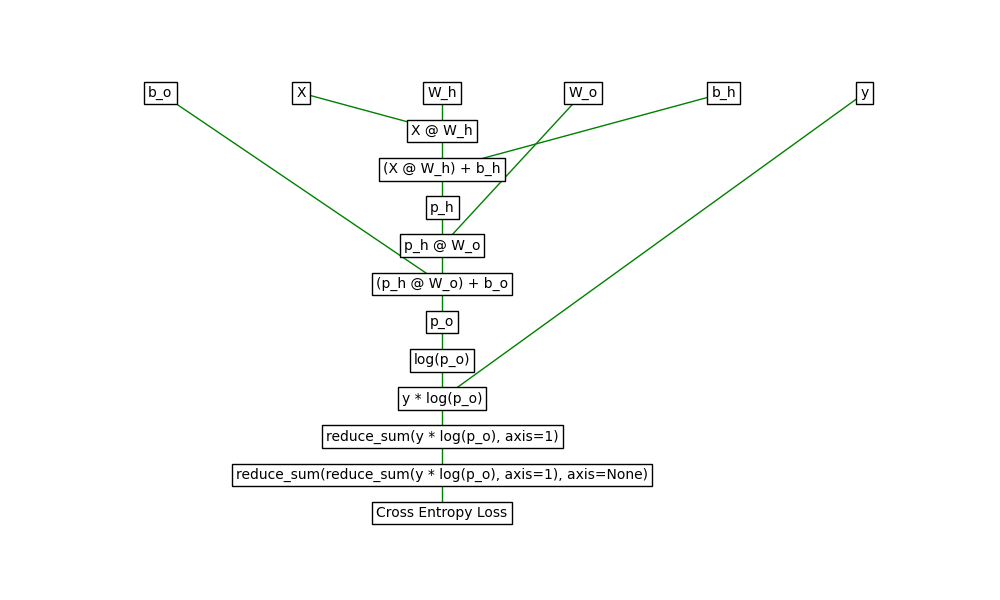 b_o
X
W_h
W_o
b_h
y
X @ W_h
(X @ W_h) + b_h
p_h
p_h @ W_o
(p_h @ W_o) + b_o
p_o
log(p_o)
y * log(p_o)
reduce_sum(y * log(p_o), axis=1)
reduce_sum(reduce_sum(y * log(p_o), axis=1), axis=None)
Cross Entropy Loss